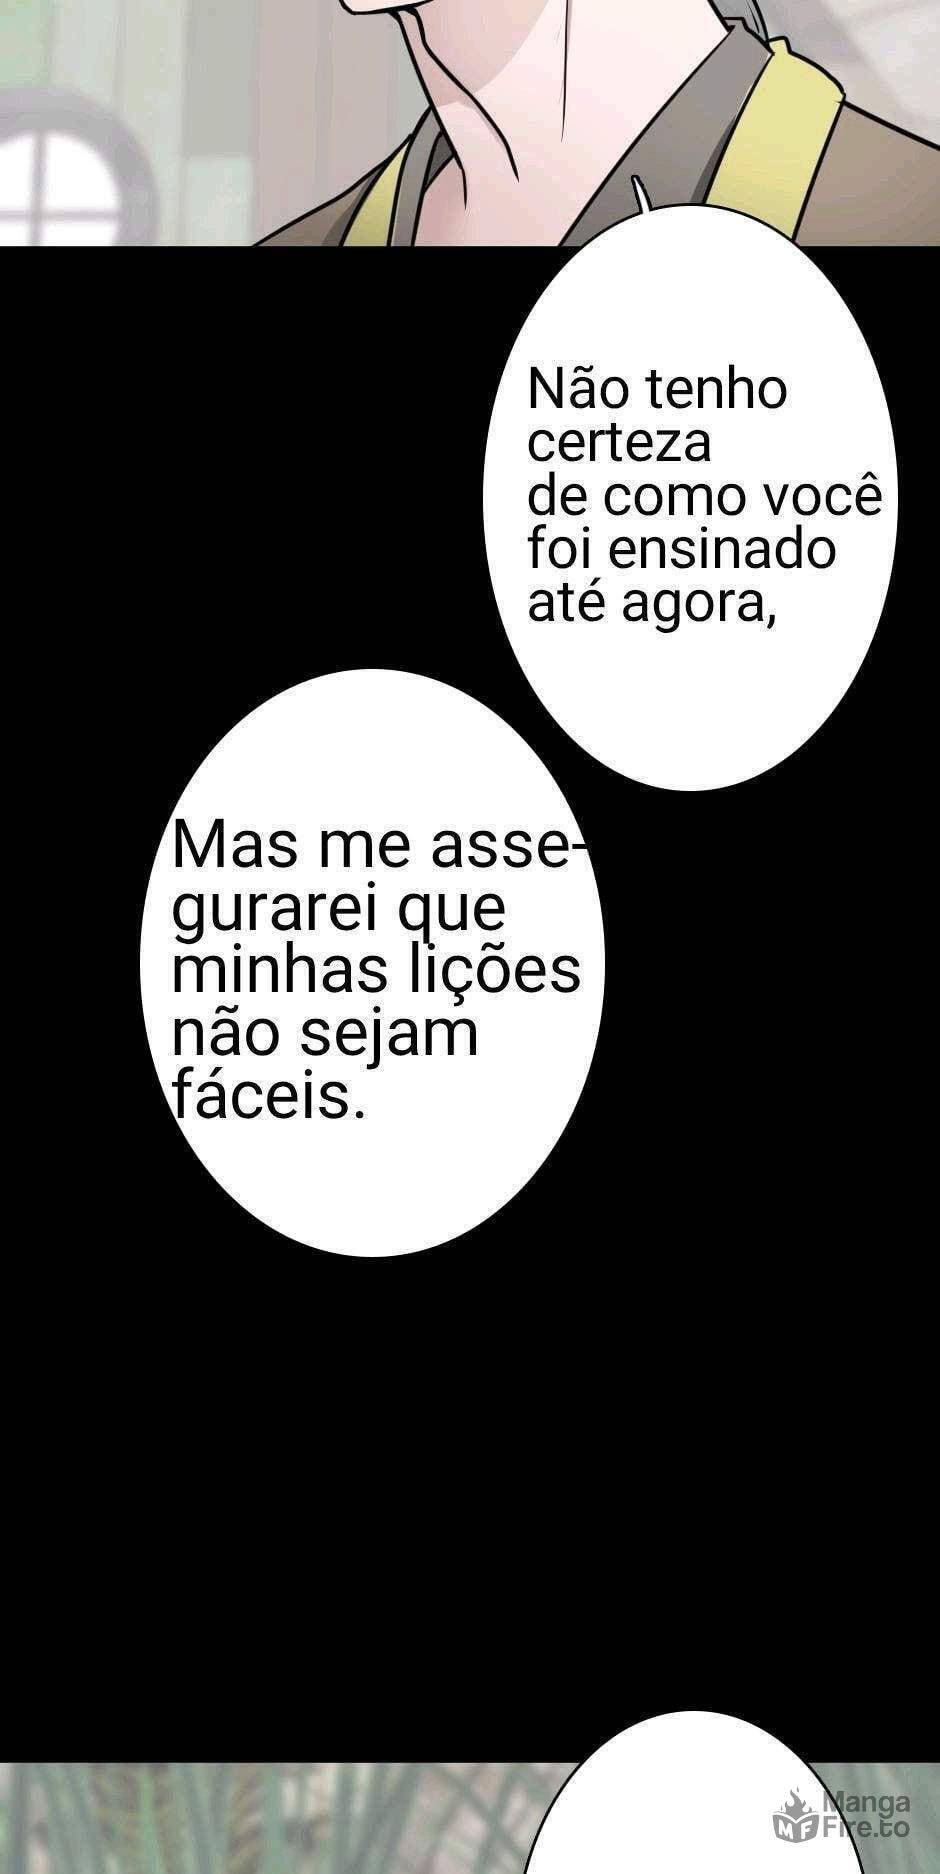 Não tenho
certeza
de como você
foi ensinado
até agora,
Mas me asse-
gurarei que
minhas lições
não sejam
fáceis.
Manga
MF Fire.to